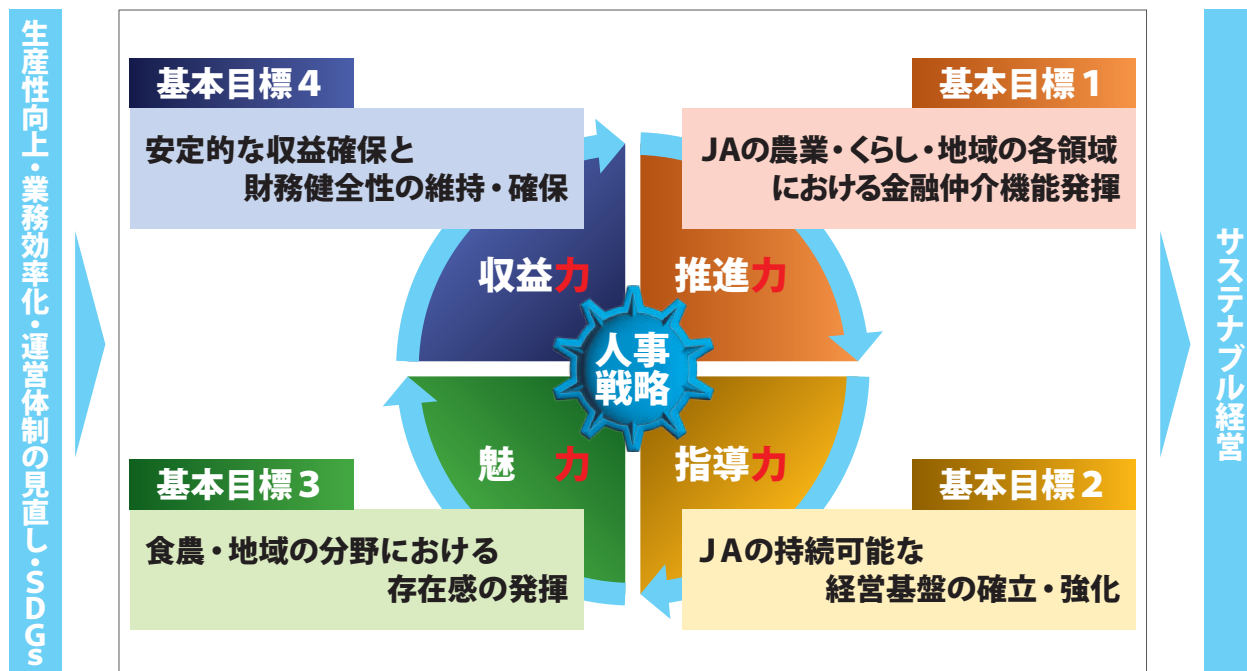 生産性向上・業務効率化・運営体制の見直し・SDGs
基本目標4
安定的な収益確保と
財務健全性の維持・確保
基本目標1
JAの農業・くらし・地域の各領域
における金融仲介機能発揮
収益力
推進力
人事
戦略
魅 力
指導力
基本目標3
食農・地域の分野における
存在感の発揮
基本目標2
JAの持続可能な
経営基盤の確立・強化
サステナブル経営